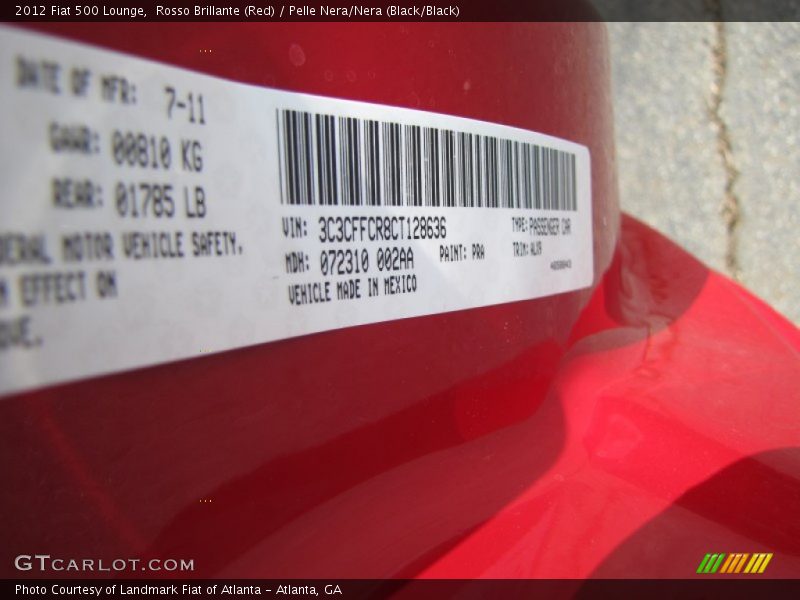 2012 Fiat 500 Lounge,  Rosso Brillante (Red) / Pelle Nera/Nera (Black/Black)
DATE OF MFR: 7-11
GAWR: 00810 KG
REAR: 01785 LB
MOTOR VEHICLE SAFETY,
EFFECT ON
VIN: 3C3CFFCR8CT128636
TYPE: PASSENGER CAR
MDH: 072310 002AA
PAINT: PRA
TRIM:
VEHICLE MADE IN MEXICO
GTCARLOT.COM
Photo Courtesy of Landmark Fiat of Atlanta - Atlanta, GA